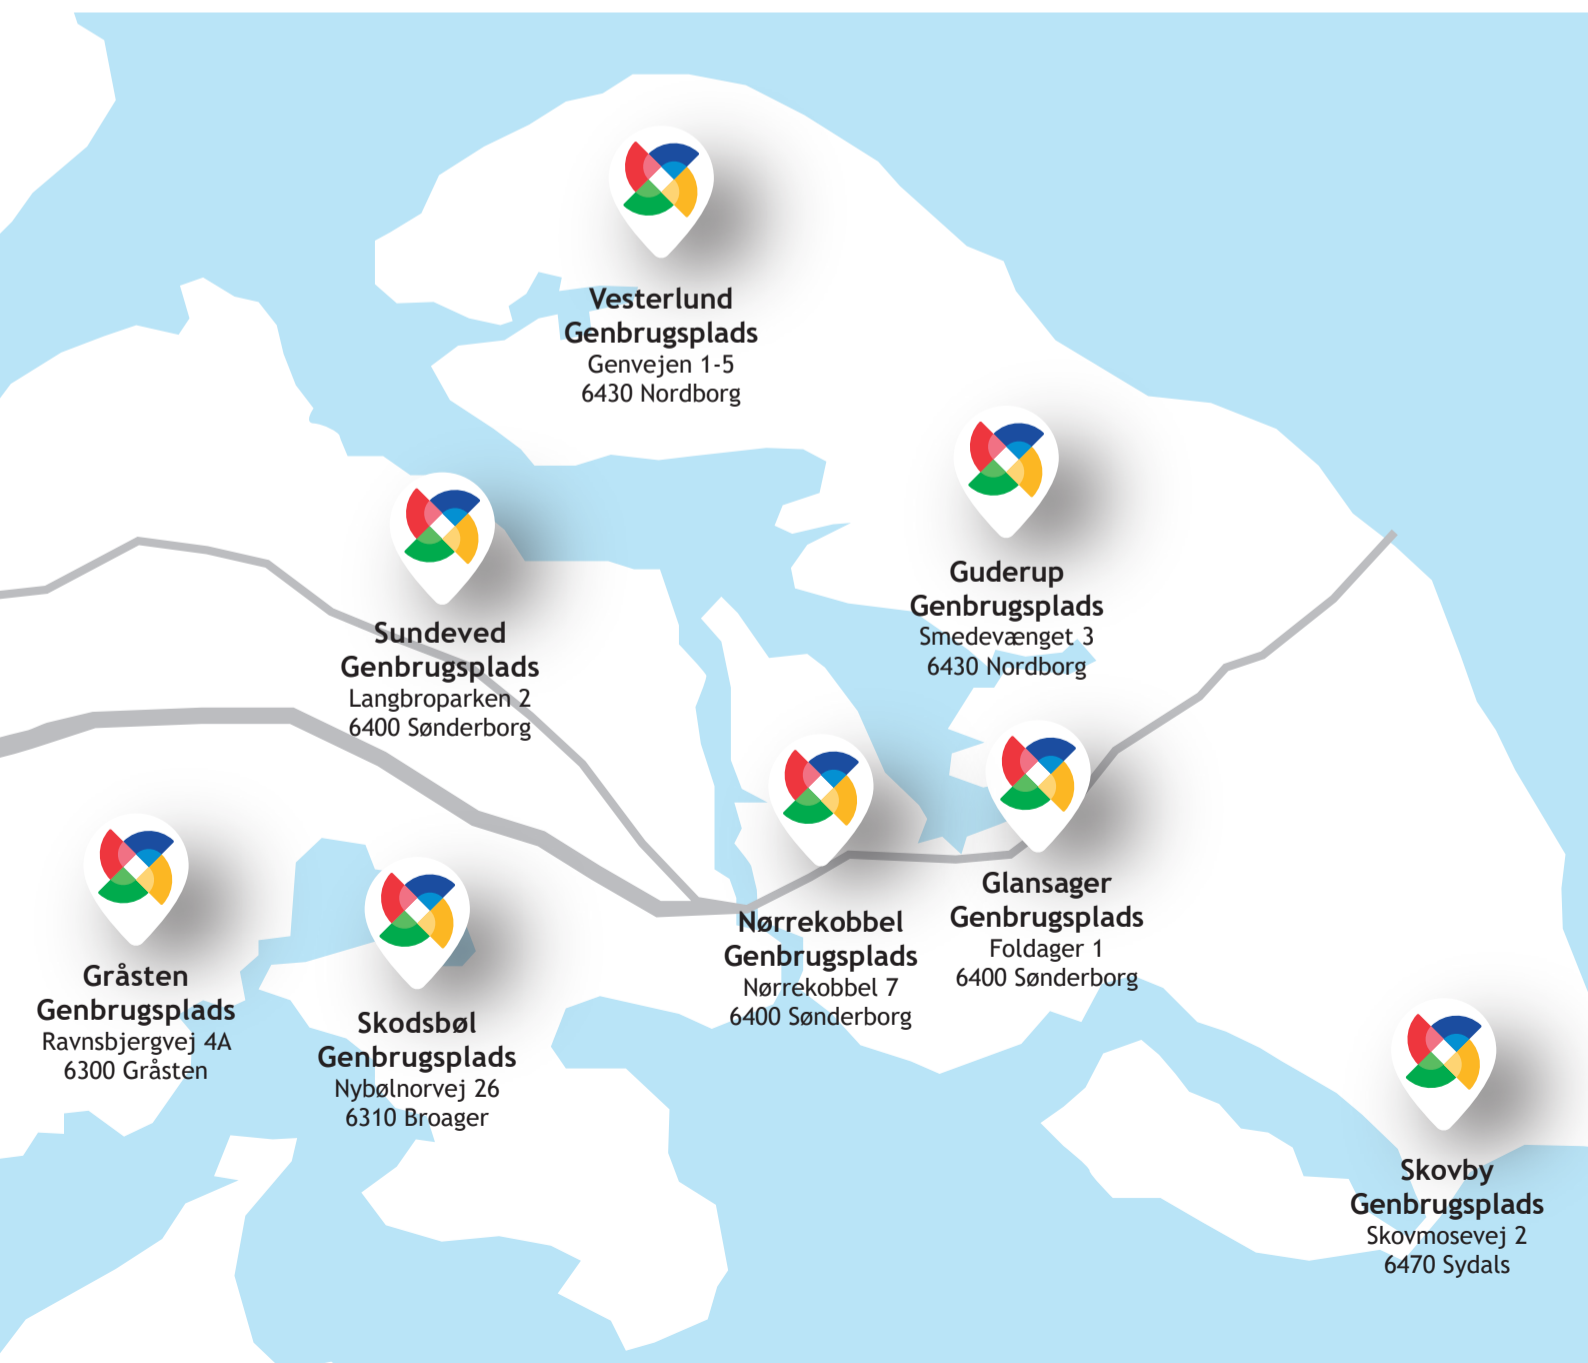 Vesterlund
Genbrugsplads
Genvejen 1-5
6430 Nordborg
Guderup
Genbrugsplads
Smedevænget 3
6430 Nordborg
Sundeved
Genbrugsplads
Langbroparken 2
6400 Sønderborg
Glansager
Genbrugsplads
Foldager 1
6400 Sønderborg
Nørrekobbel
Genbrugsplads
Nørrekobbel 7
6400 Sønderborg
Gråsten
Genbrugsplads
Ravnsbjergvej 4A
6300 Gråsten
Skodsbøl
Genbrugsplads
Nybølnorvej 26
6310 Broager
Skovby
Genbrugsplads
Skovmosevej 2
6470 Sydals